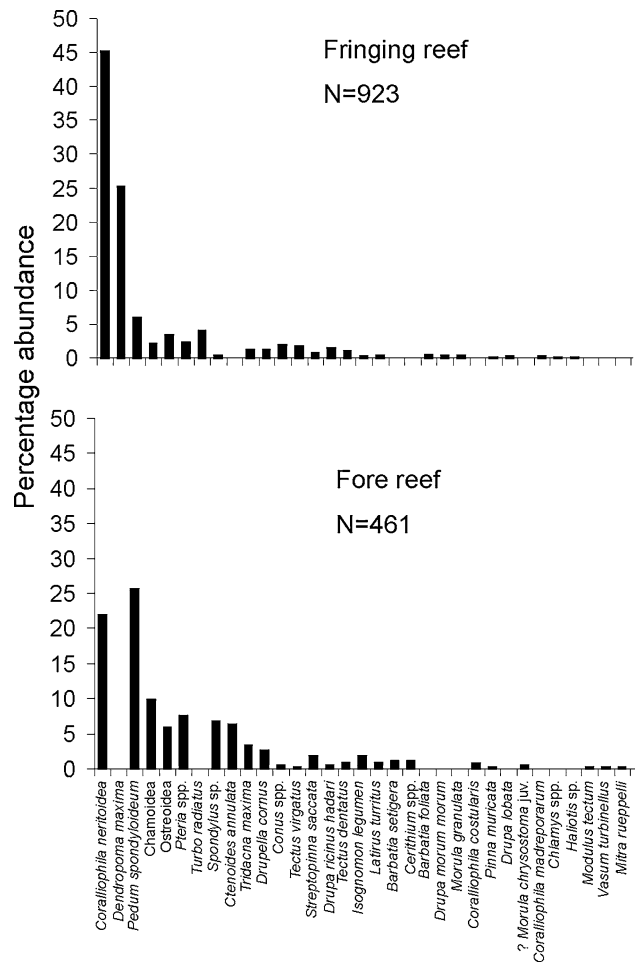 50
45
40
35
30
25
20
15
10
5
0
Fringing reef
N=923
Percentage abundance
50
45
40
35
30
25
20
15
10
5
0
Fore reef
N=461
Coralliophila neritoidea
Dendropoma maxima
Pedum spondyloideum
Chamoidea
Ostreoidea
Pteria spp.
Turbo radiatus
Spondylus sp.
Ctenoides annulata
Tridacna maxima
Drupella cornus
Conus spp.
Tectus virgatus
Streptopinna saccata
Drupa ricinus hadari
Tectus dentatus
Isognomon legumen
Latirus turritus
Barbatia setigera
Cerithium spp.
Barbatia foliata
Drupa morum morum
Morula granulata
Coralliophila costularis
Pinna muricata
Drupa lobata
? Morula chrysostoma juv.
Coralliophila madreporarum
Chlamys spp.
Haliotis sp.
Modulus tectum
Vasum turbinellus
Mitra rueppelli